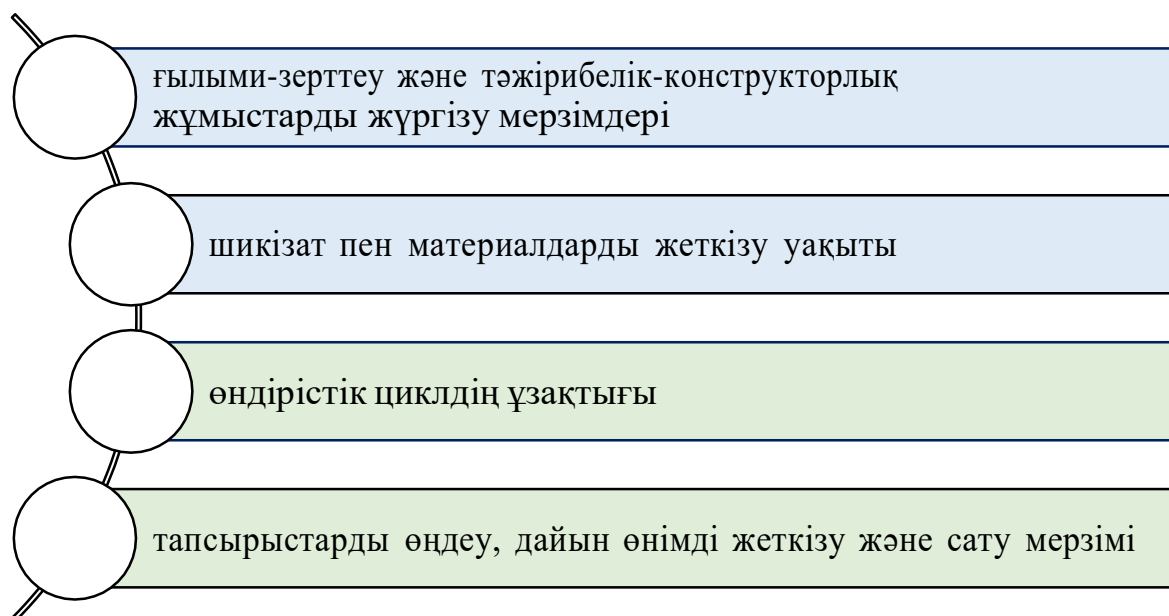 ғылыми-зерттеу және тәжірибелік-конструкторлық
жұмыстарды жүргізу мерзімдері
шикізат пен материалдарды жеткізу уақыты
өндірістік циклдің ұзақтығы
тапсырыстарды өңдеу, дайын өнімді жеткізу және сату мерзімі